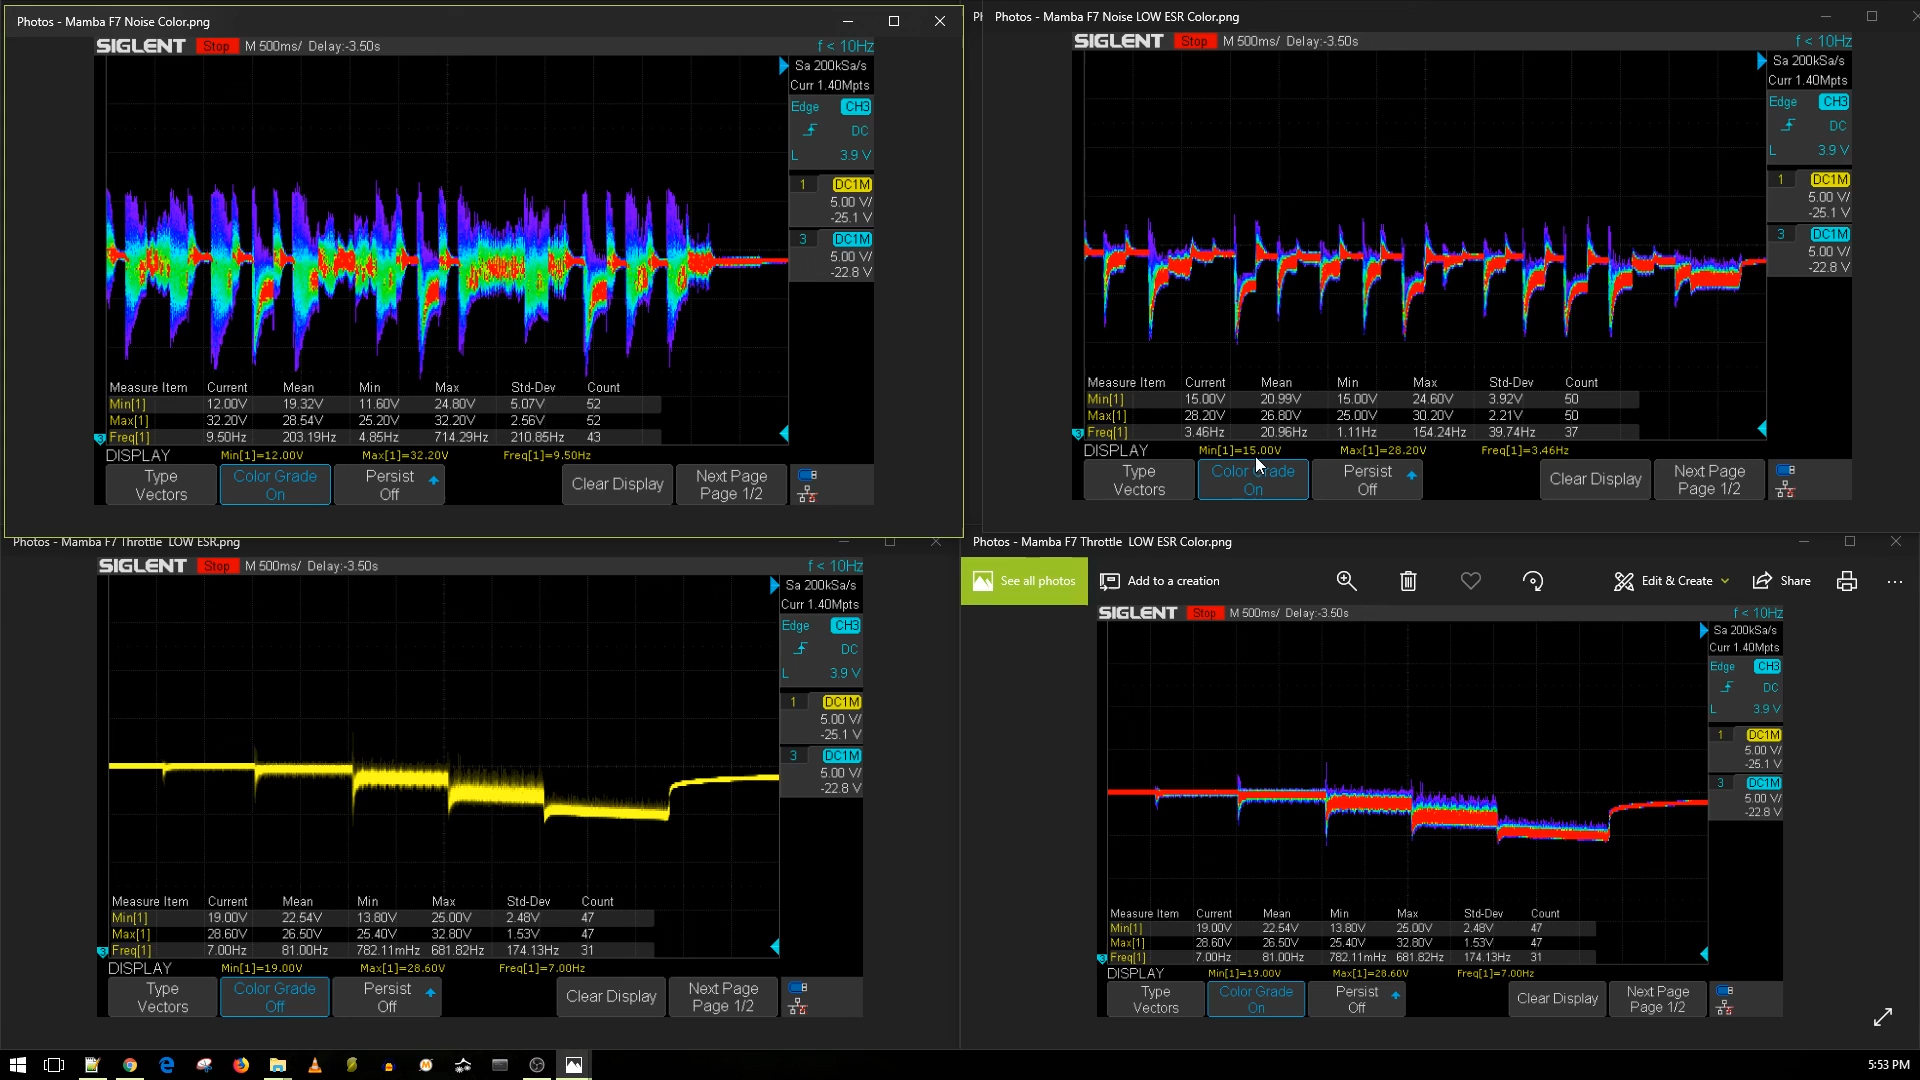 Photos - Mamba F7 Noise Color.png
SIGLENT Stop M 500ms/ Delay:-3.50s
f < 10Hz
Sa 200kSa/s
Curr 1.40Mpts
Edge CH3
DC
L 3.9 V
1 DC1M
5.00 V/
-25.1 V
3 DC1M
5.00 V/
-22.8 V
Measure Item Current Mean Min Max Std-Dev Count
Min[1] 12.00V 19.32V 11.60V 24.80V 5.07V 52
Max[1] 32.20V 28.54V 25.20V 32.20V 2.56V 52
3 Freq[1] 9.50Hz 203.19Hz 4.85Hz 714.29Hz 210.85Hz 43
DISPLAY Min[1]=12.00V Max[1]=32.20V Freq[1]=9.50Hz
Type
Vectors
Color Grade
On
Persist
Off
Clear Display
Next Page
Page 1/2
Photos - Mamba F7 Noise LOW ESR Color.png
SIGLENT Stop M 500ms/ Delay:-3.50s
f < 10Hz
Sa 200kSa/s
Curr 1.40Mpts
Edge CH3
DC
L 3.9 V
1 DC1M
5.00 V/
-25.1 V
3 DC1M
5.00 V/
-22.8 V
Measure Item Current Mean Min Max Std-Dev Count
Min[1] 15.00V 20.99V 15.00V 24.60V 3.92V 50
Max[1] 28.20V 26.80V 25.00V 30.20V 2.21V 50
3 Freq[1] 3.46Hz 20.96Hz 1.11Hz 154.24Hz 39.74Hz 37
DISPLAY Min[1]=15.00V Max[1]=28.20V Freq[1]=3.46Hz
Type
Vectors
Color Grade
On
Persist
Off
Clear Display
Next Page
Page 1/2
Photos - Mamba F7 Throttle LOW ESR.png
SIGLENT Stop M 500ms/ Delay:-3.50s
f < 10Hz
Sa 200kSa/s
Curr 1.40Mpts
Edge CH3
DC
L 3.9 V
1 DC1M
5.00 V/
-25.1 V
3 DC1M
5.00 V/
-22.8 V
Measure Item Current Mean Min Max Std-Dev Count
Min[1] 19.00V 22.54V 13.80V 25.00V 2.48V 47
Max[1] 28.60V 26.50V 25.40V 32.80V 1.53V 47
3 Freq[1] 7.00Hz 81.00Hz 782.11mHz 681.82Hz 174.13Hz 31
DISPLAY Min[1]=19.00V Max[1]=28.60V Freq[1]=7.00Hz
Type
Vectors
Color Grade
Off
Persist
Off
Clear Display
Next Page
Page 1/2
Photos - Mamba F7 Throttle LOW ESR Color.png
See all photos
Add to a creation
Edit & Create
Share
SIGLENT Stop M 500ms/ Delay:-3.50s
f < 10Hz
Sa 200kSa/s
Curr 1.40Mpts
Edge CH3
DC
L 3.9 V
1 DC1M
5.00 V/
-25.1 V
3 DC1M
5.00 V/
-22.8 V
Measure Item Current Mean Min Max Std-Dev Count
Min[1] 19.00V 22.54V 13.80V 25.00V 2.48V 47
Max[1] 28.60V 26.50V 25.40V 32.80V 1.53V 47
3 Freq[1] 7.00Hz 81.00Hz 782.11mHz 681.82Hz 174.13Hz 31
DISPLAY Min[1]=19.00V Max[1]=28.60V Freq[1]=7.00Hz
Type
Vectors
Color Grade
On
Persist
Off
Clear Display
Next Page
Page 1/2
5:53 PM